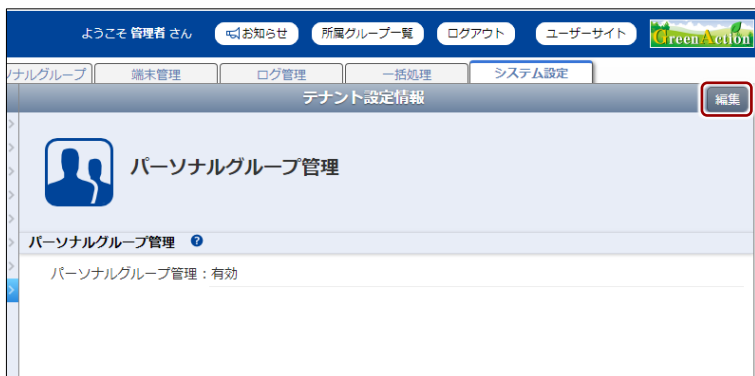 ようこそ 管理者 さん お知らせ 所属グループ一覧 ログアウト ユーザーサイト GreenAction
ソナルグループ 端末管理 ログ管理 一括処理 システム設定
テナント設定情報 編集
パーソナルグループ管理
パーソナルグループ管理 ?
パーソナルグループ管理:有効